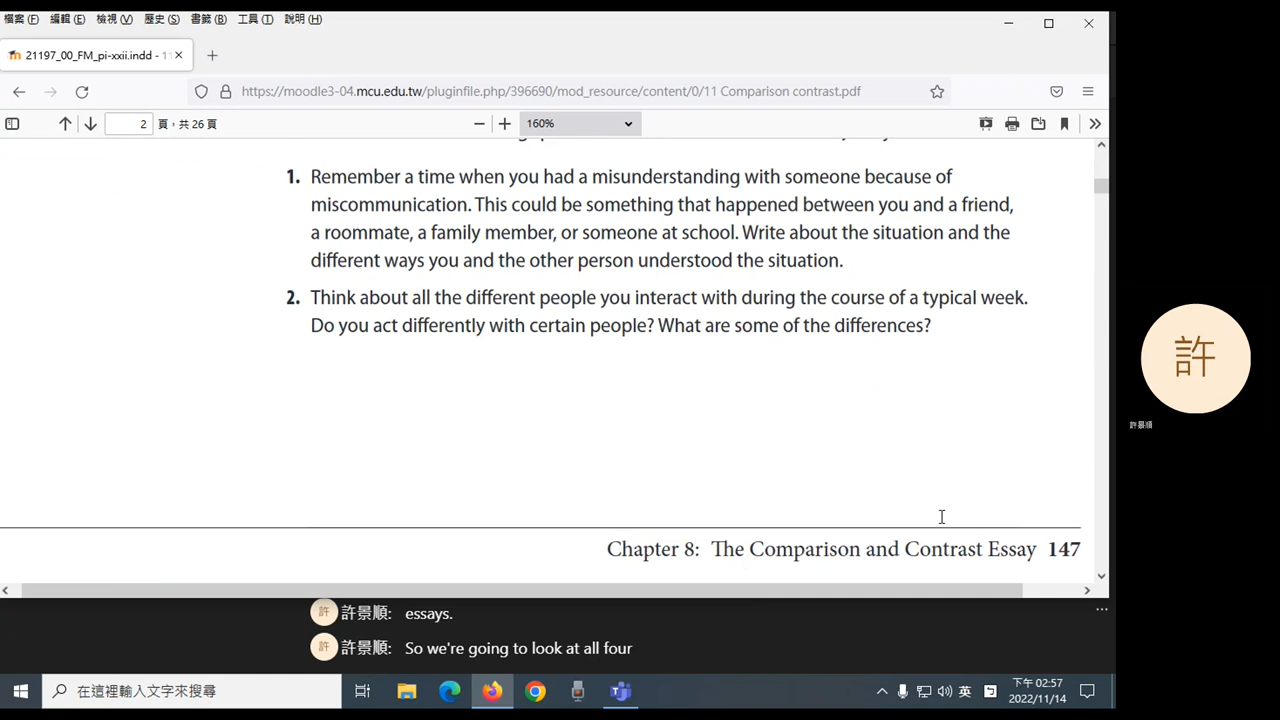 檔案(F) 編輯(E) 檢視(V) 歷史(S) 書籤(B) 工具(T) 說明(H)
21197_00_FM_pi-xxii.indd - 11
https://moodle3-04.mcu.edu.tw/pluginfile.php/396690/mod_resource/content/0/11 Comparison contrast.pdf
2 頁，共 26 頁 160%
1. Remember a time when you had a misunderstanding with someone because of
miscommunication. This could be something that happened between you and a friend,
a roommate, a family member, or someone at school. Write about the situation and the
different ways you and the other person understood the situation.
2. Think about all the different people you interact with during the course of a typical week.
Do you act differently with certain people? What are some of the differences?
Chapter 8: The Comparison and Contrast Essay 147
許
許景順
許 許景順: essays.
許 許景順: So we're going to look at all four
在這裡輸入文字來搜尋
英
下午 02:57
2022/11/14